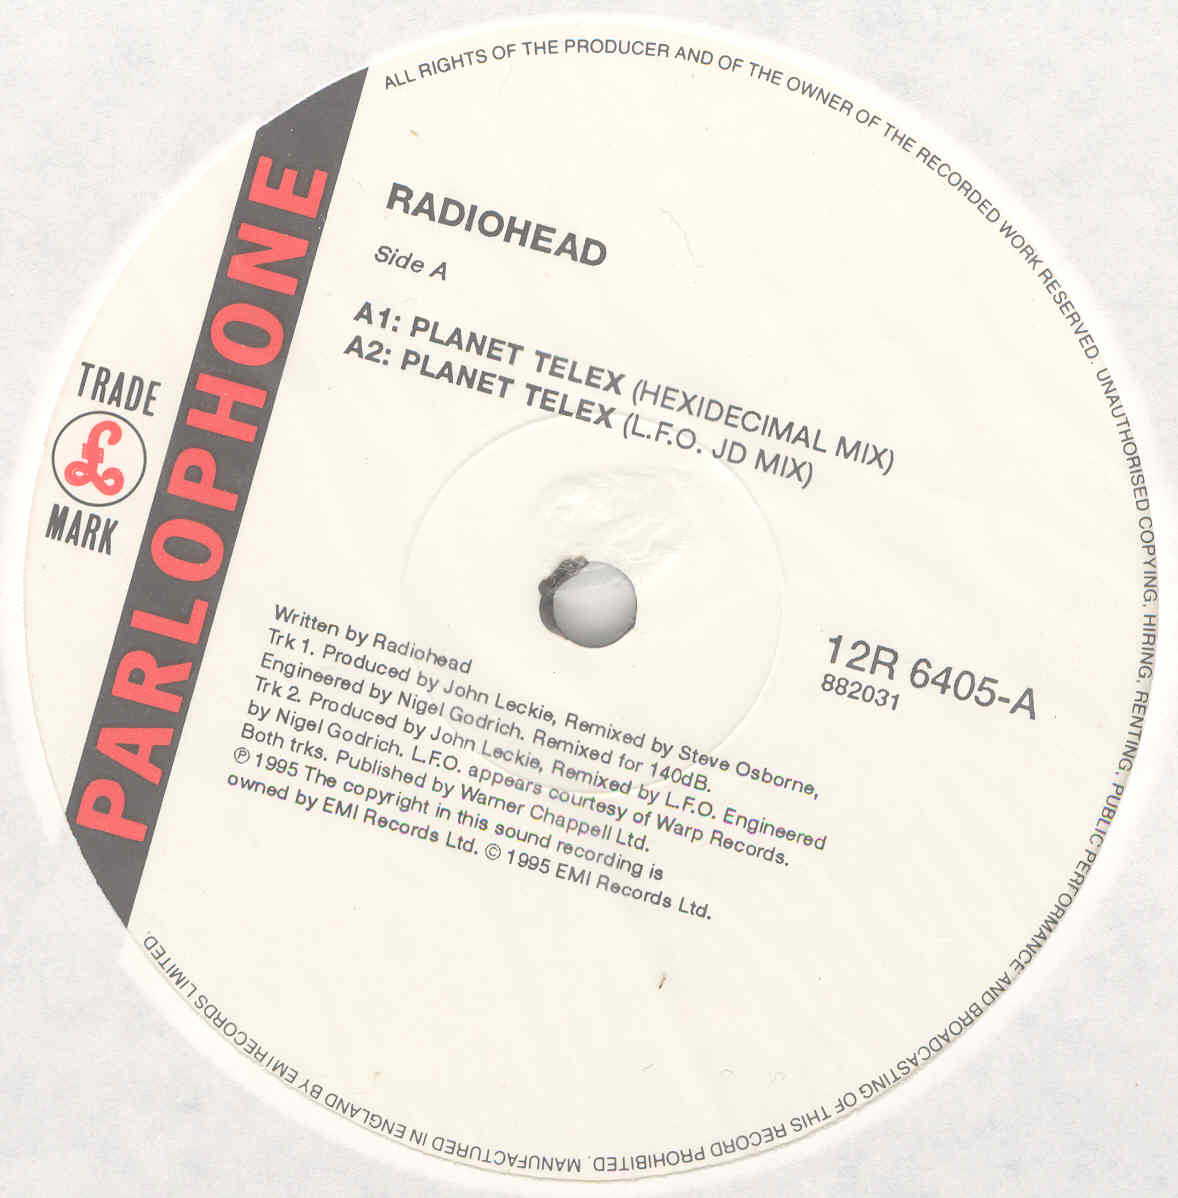 ALL RIGHTS OF THE PRODUCER AND OF THE OWNER OF THE RECORDED WORK RESERVED. UNAUTHORISED COPYING, HIRING, RENTING, PUBLIC PERFORMANCE AND BROADCASTING OF THIS RECORD PROHIBITED. MANUFACTURED IN ENGLAND BY EMI RECORDS LIMITED.
PARLOPHONE
TRADE
£
MARK
RADIOHEAD
Side A
A1: PLANET TELEX (HEXIDECIMAL MIX)
A2: PLANET TELEX (L.F.O. JD MIX)
12R 6405-A
882031
Written by Radiohead
Trk 1. Produced by John Leckie, Remixed by Steve Osborne,
Engineered by Nigel Godrich. Remixed for 140dB.
Trk 2. Produced by John Leckie, Remixed by L.F.O. Engineered
by Nigel Godrich. L.F.O. appears courtesy of Warp Records.
Both trks. Published by Warner Chappell Ltd.
℗ 1995 The copyright in this sound recording is
owned by EMI Records Ltd. © 1995 EMI Records Ltd.